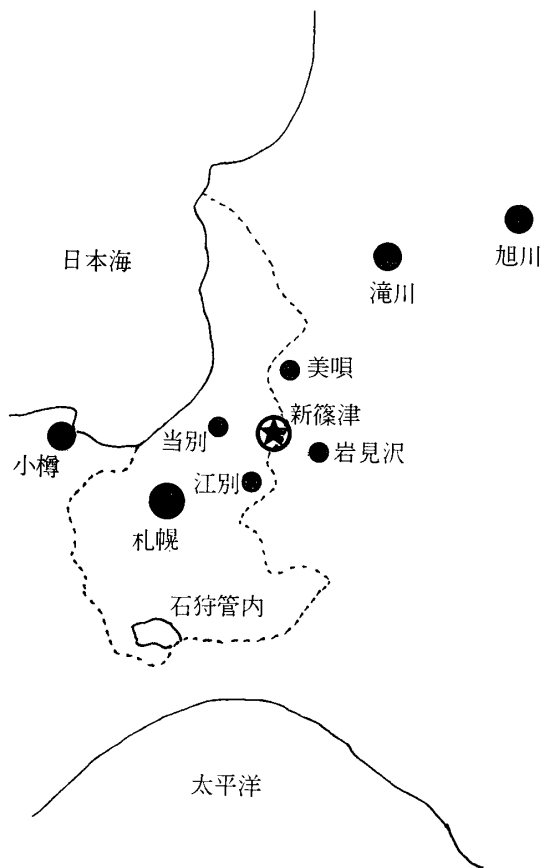 日本海
旭川
滝川
美唄
新篠津
当別
岩見沢
小樽
江別
札幌
石狩管内
太平洋